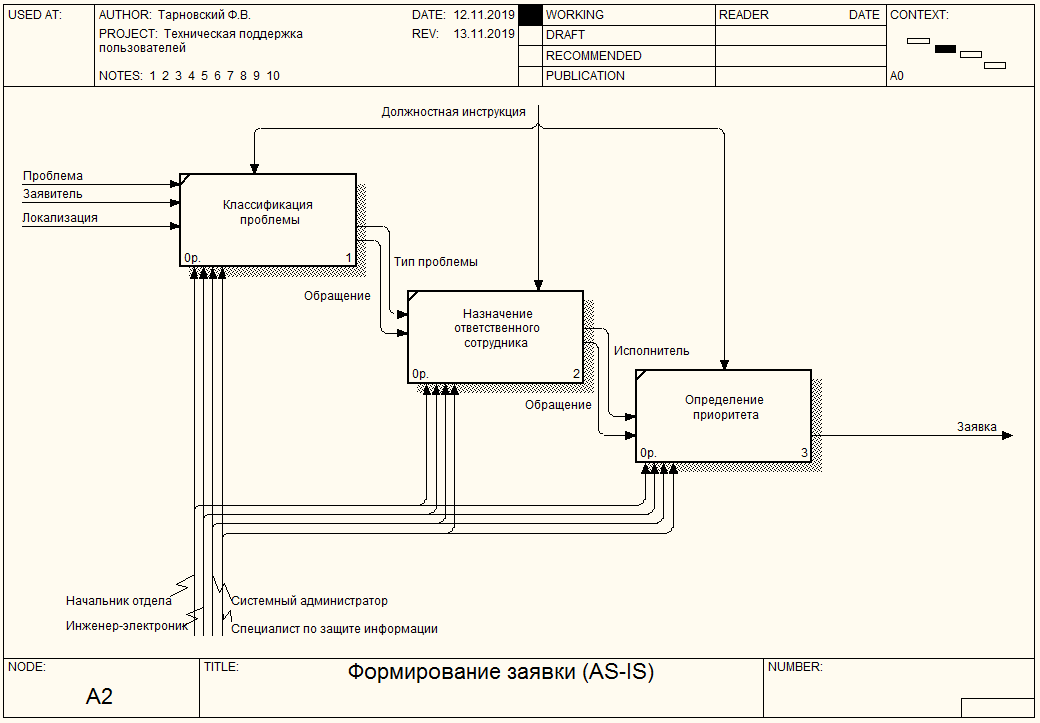 USED AT:
AUTHOR: Тарновский Ф.В.
DATE: 12.11.2019
PROJECT: Техническая поддержка
пользователей
REV: 13.11.2019
NOTES: 1 2 3 4 5 6 7 8 9 10
WORKING
DRAFT
RECOMMENDED
PUBLICATION
READER
DATE
CONTEXT:
A0
Должностная инструкция
Проблема
Заявитель
Локализация
Классификация
проблемы
0р.
1
Тип проблемы
Обращение
Назначение
ответственного
сотрудника
0р.
2
Исполнитель
Обращение
Определение
приоритета
0р.
3
Заявка
Начальник отдела
Системный администратор
Инженер-электроник
Специалист по защите информации
NODE:
A2
TITLE:
Формирование заявки (AS-IS)
NUMBER: